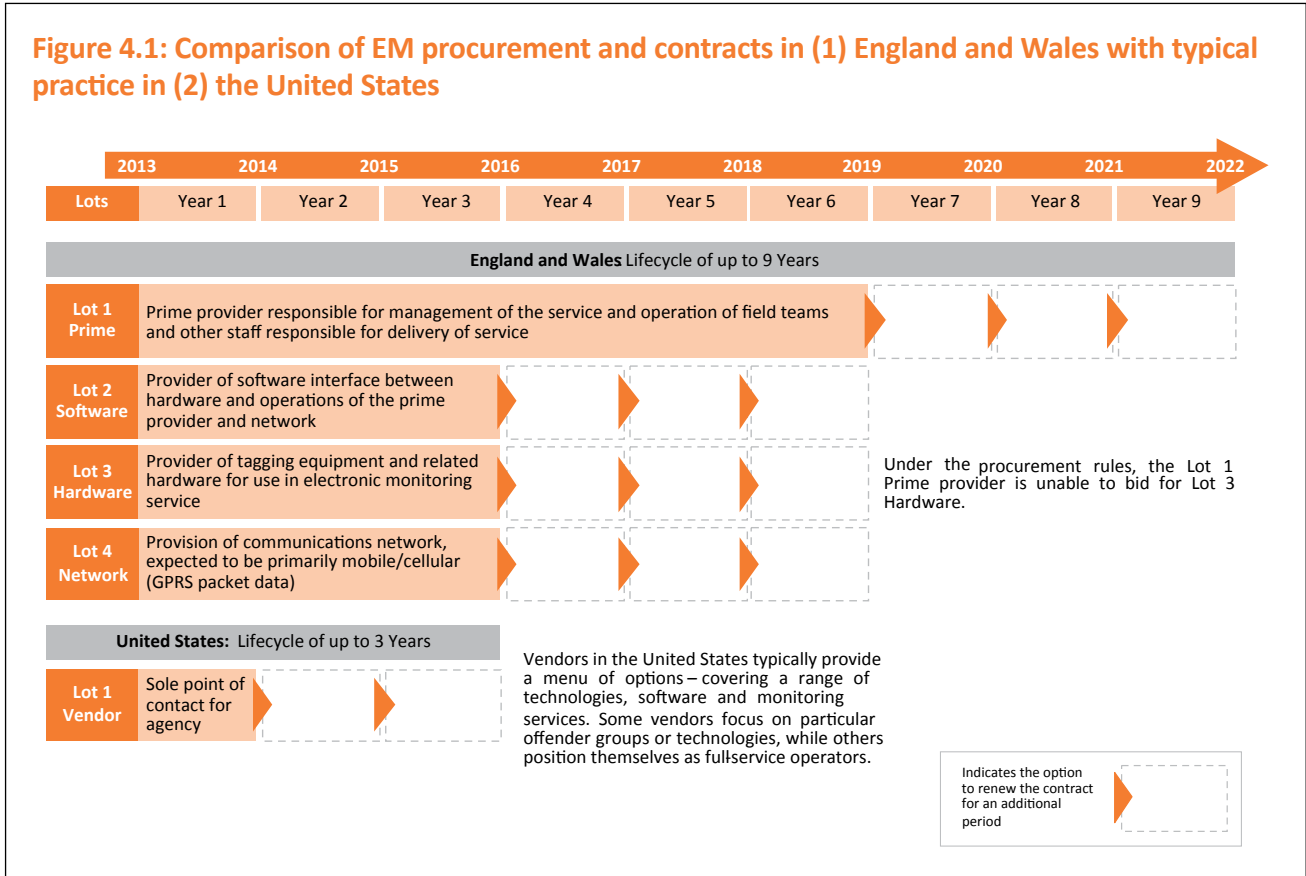 Figure 4.1: Comparison of EM procurement and contracts in (1) England and Wales with typical
practice in (2) the United States
2013 2014 2015 2016 2017 2018 2019 2020 2021 2022
Lots Year 1 Year 2 Year 3 Year 4 Year 5 Year 6 Year 7 Year 8 Year 9
England and Wales Lifecycle of up to 9 Years
Lot 1
Prime
Prime provider responsible for management of the service and operation of field teams
and other staff responsible for delivery of service
Lot 2
Software
Provider of software interface between
hardware and operations of the prime
provider and network
Lot 3
Hardware
Provider of tagging equipment and related
hardware for use in electronic monitoring
service
Under the procurement rules, the Lot 1
Prime provider is unable to bid for Lot 3
Hardware.
Lot 4
Network
Provision of communications network,
expected to be primarily mobile/cellular
(GPRS packet data)
United States: Lifecycle of up to 3 Years
Lot 1
Vendor
Sole point of
contact for
agency
Vendors in the United States typically provide
a menu of options – covering a range of
technologies, software and monitoring
services. Some vendors focus on particular
offender groups or technologies, while others
position themselves as full-service operators.
Indicates the option
to renew the contract
for an additional
period